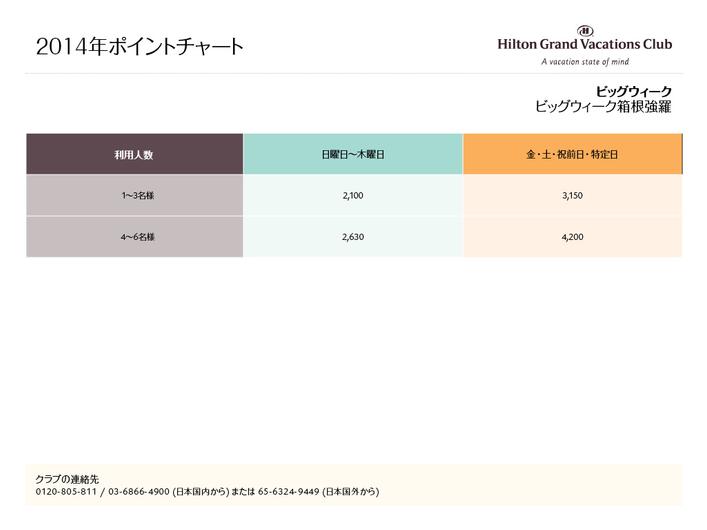 2014年ポイントチャート
Hilton Grand Vacations Club
A vacation state of mind
ビッグウィーク
ビッグウィーク箱根強羅
利用人数 日曜日～木曜日 金・土・祝前日・特定日
1～3名様 2,100 3,150
4～6名様 2,630 4,200
クラブの連絡先
0120-805-811 / 03-6866-4900 (日本国内から) または 65-6324-9449 (日本国外から)